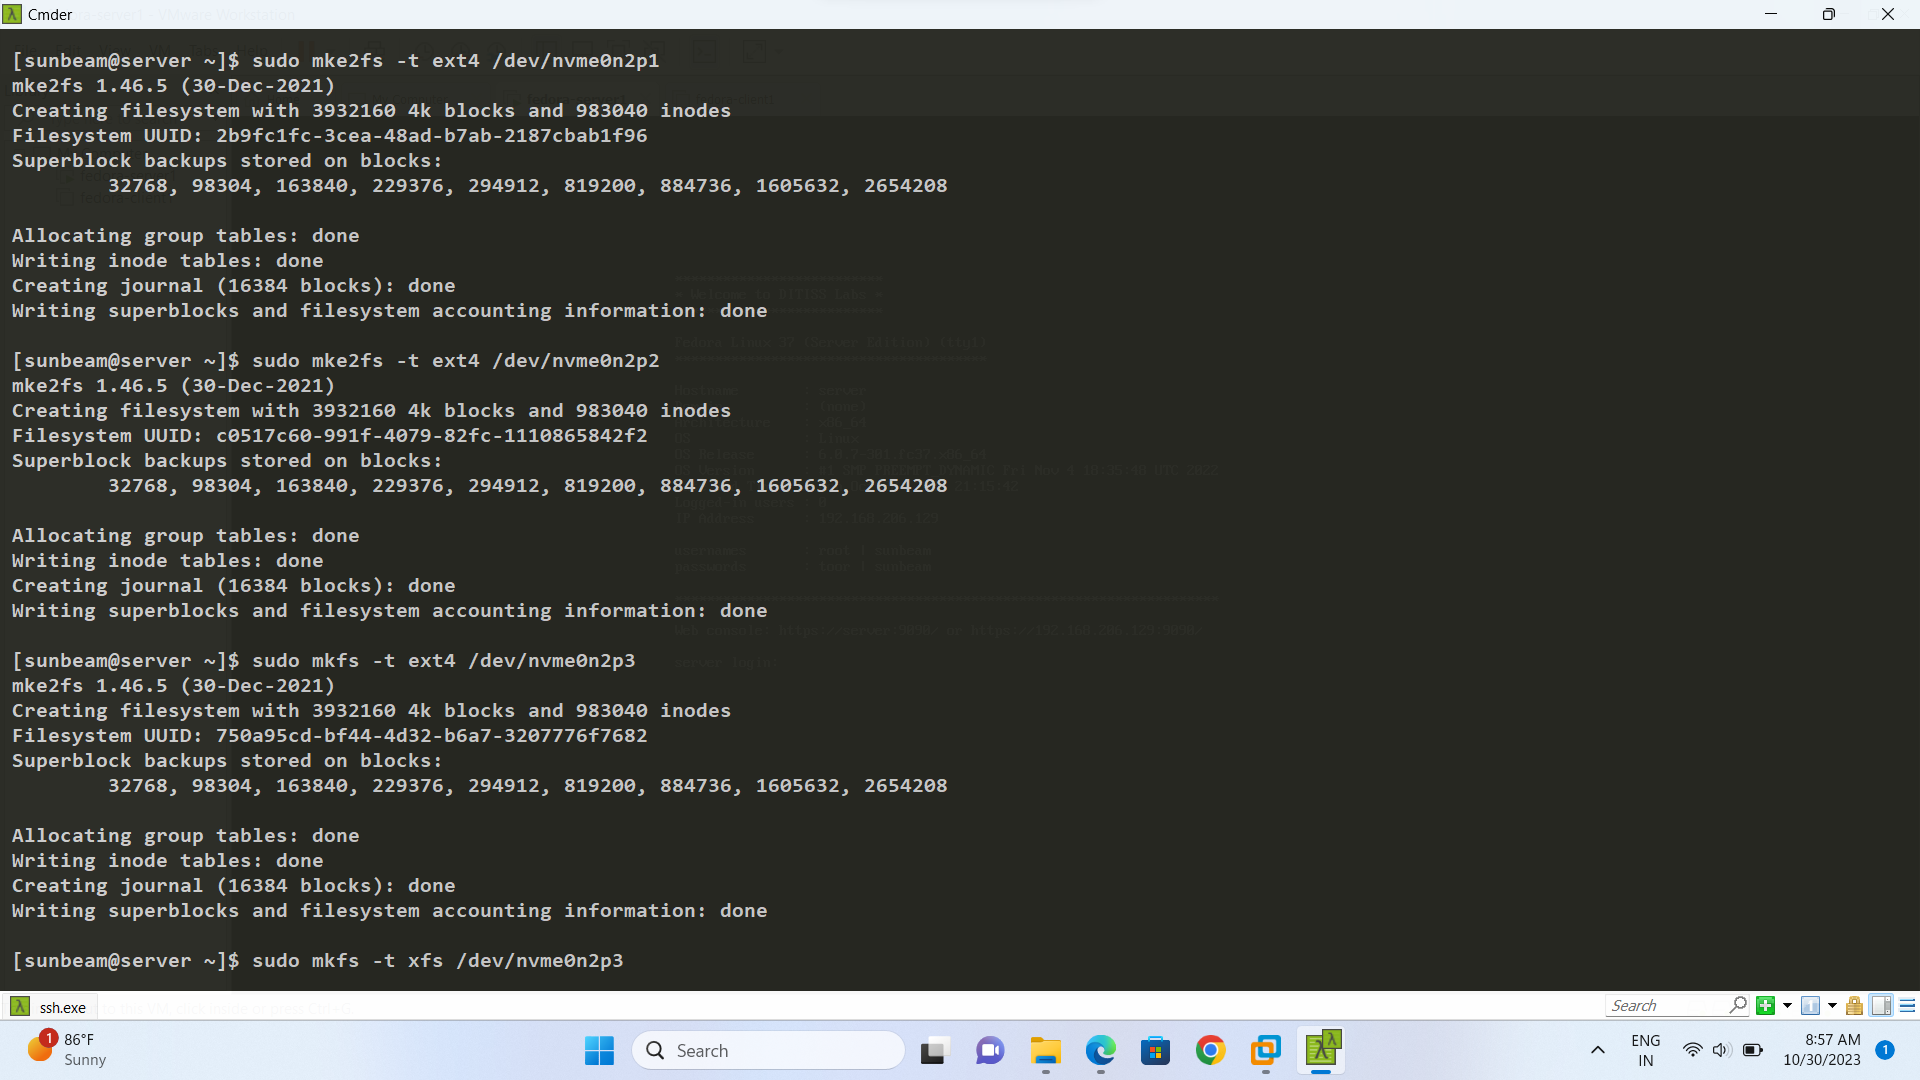 Cmder
[sunbeam@server ~]$ sudo mke2fs -t ext4 /dev/nvme0n2p1
mke2fs 1.46.5 (30-Dec-2021)
Creating filesystem with 3932160 4k blocks and 983040 inodes
Filesystem UUID: 2b9fc1fc-3cea-48ad-b7ab-2187cbab1f96
Superblock backups stored on blocks:
32768, 98304, 163840, 229376, 294912, 819200, 884736, 1605632, 2654208
Allocating group tables: done
Writing inode tables: done
Creating journal (16384 blocks): done
Writing superblocks and filesystem accounting information: done
[sunbeam@server ~]$ sudo mke2fs -t ext4 /dev/nvme0n2p2
mke2fs 1.46.5 (30-Dec-2021)
Creating filesystem with 3932160 4k blocks and 983040 inodes
Filesystem UUID: c0517c60-991f-4079-82fc-1110865842f2
Superblock backups stored on blocks:
32768, 98304, 163840, 229376, 294912, 819200, 884736, 1605632, 2654208
Allocating group tables: done
Writing inode tables: done
Creating journal (16384 blocks): done
Writing superblocks and filesystem accounting information: done
[sunbeam@server ~]$ sudo mkfs -t ext4 /dev/nvme0n2p3
mke2fs 1.46.5 (30-Dec-2021)
Creating filesystem with 3932160 4k blocks and 983040 inodes
Filesystem UUID: 750a95cd-bf44-4d32-b6a7-3207776f7682
Superblock backups stored on blocks:
32768, 98304, 163840, 229376, 294912, 819200, 884736, 1605632, 2654208
Allocating group tables: done
Writing inode tables: done
Creating journal (16384 blocks): done
Writing superblocks and filesystem accounting information: done
[sunbeam@server ~]$ sudo mkfs -t xfs /dev/nvme0n2p3
ssh.exe
Search
1
86°F
Sunny
Search
ENG
IN
8:57 AM
10/30/2023
1